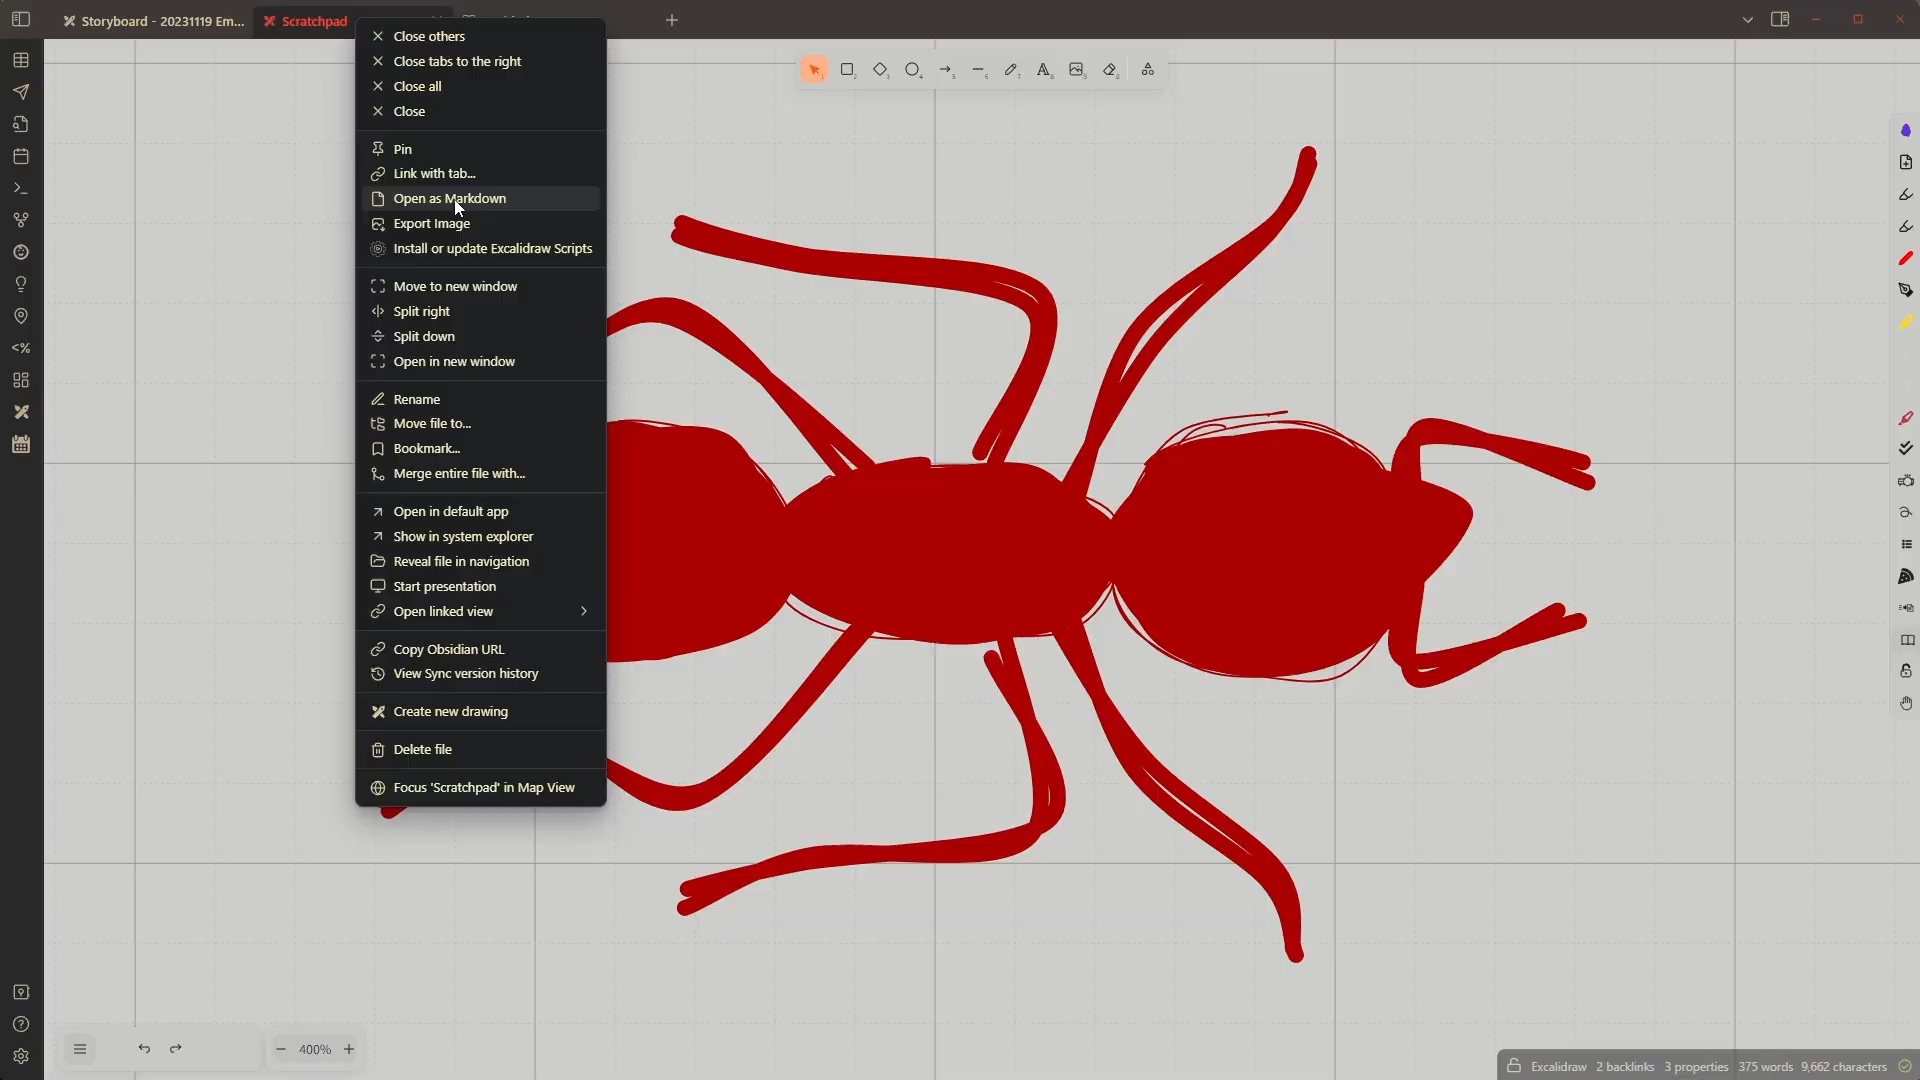 Storyboard - 20231119 Em...
Scratchpad
Close others
Close tabs to the right
Close all
Close
Pin
Link with tab...
Open as Markdown
Export Image
Install or update Excalidraw Scripts
Move to new window
Split right
Split down
Open in new window
Rename
Move file to...
Bookmark...
Merge entire file with...
Open in default app
Show in system explorer
Reveal file in navigation
Start presentation
Open linked view
Copy Obsidian URL
View Sync version history
Create new drawing
Delete file
Focus 'Scratchpad' in Map View
400%
Excalidraw 2 backlinks 3 properties 375 words 9,662 characters